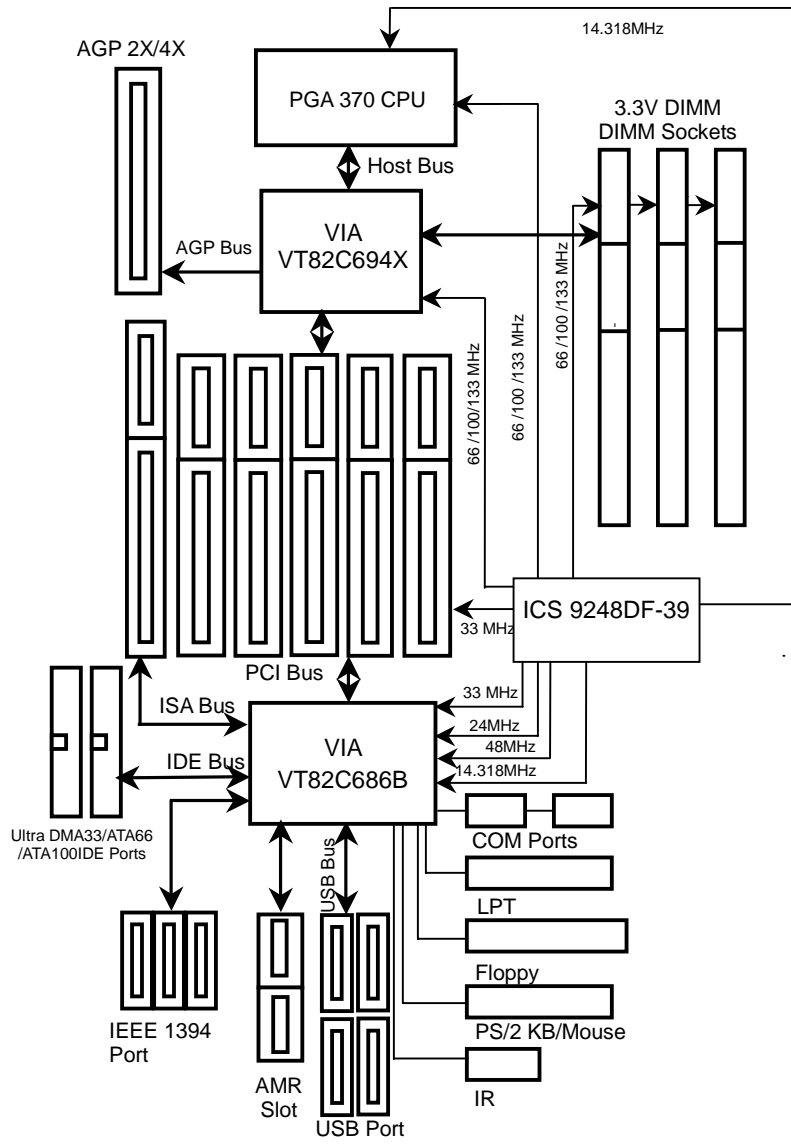 14.318MHz
AGP 2X/4X
PGA 370 CPU
3.3V DIMM
DIMM Sockets
Host Bus
VIA
VT82C694X
AGP Bus
66 /100/133 MHz
66 /100 /133 MHz
66 /100/133 MHz
ICS 9248DF-39
33 MHz
PCI Bus
ISA Bus
33 MHz
24MHz
48MHz
14.318MHz
VIA
VT82C686B
IDE Bus
Ultra DMA33/ATA66
/ATA100IDE Ports
USB Bus
COM Ports
LPT
Floppy
PS/2 KB/Mouse
IR
IEEE 1394
Port
AMR
Slot
USB Port